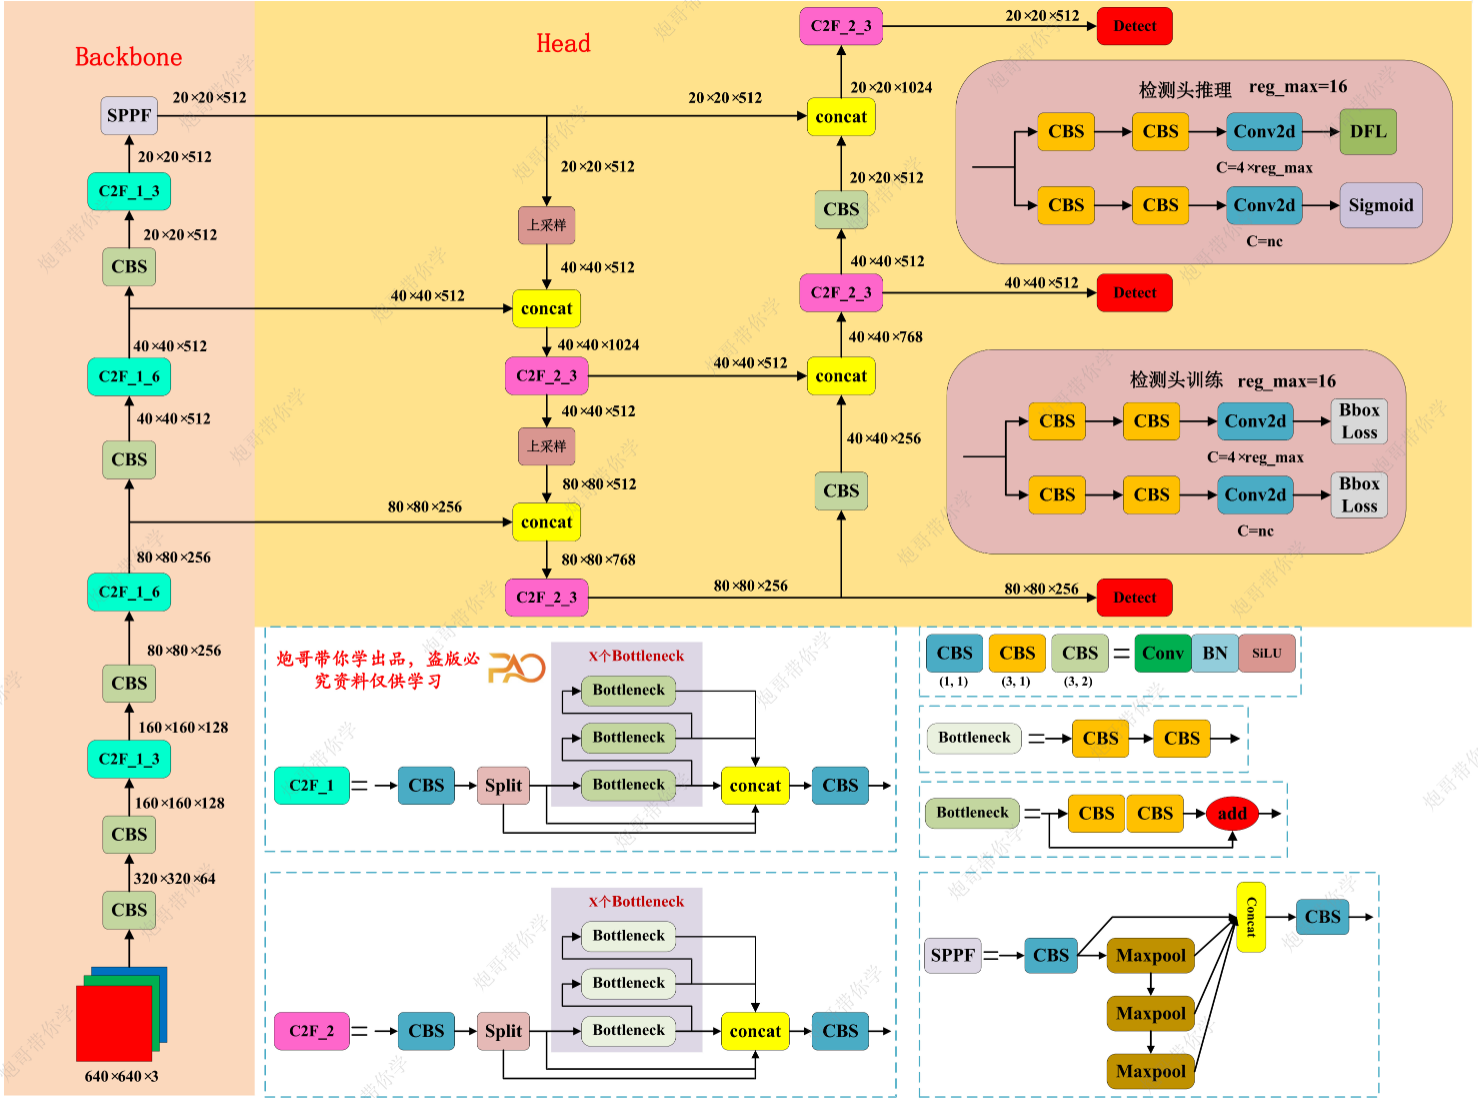 Backbone
SPPF
20×20×512
20×20×512
C2F_1_3
20×20×512
CBS
40×40×512
C2F_1_6
40×40×512
CBS
80×80×256
C2F_1_6
80×80×256
CBS
160×160×128
C2F_1_3
160×160×128
CBS
320×320×64
CBS
640×640×3
Head
20×20×512
上采样
40×40×512
40×40×512
concat
40×40×1024
C2F_2_3
40×40×512
40×40×512
上采样
80×80×512
80×80×256
concat
80×80×768
C2F_2_3
80×80×256
80×80×256
Detect
C2F_2_3
20×20×512
Detect
20×20×1024
20×20×512
concat
20×20×512
CBS
40×40×512
C2F_2_3
40×40×512
Detect
40×40×768
concat
40×40×256
CBS
检测头推理 reg_max=16
CBS CBS Conv2d DFL
C=4×reg_max
CBS CBS Conv2d Sigmoid
C=nc
检测头训练 reg_max=16
CBS CBS Conv2d Bbox
Loss
C=4×reg_max
CBS CBS Conv2d Bbox
Loss
C=nc
炮哥带你学出品，盗版必
究资料仅供学习
PAO
X个Bottleneck
Bottleneck
Bottleneck
C2F_1 = CBS Split Bottleneck concat CBS
X个Bottleneck
Bottleneck
Bottleneck
C2F_2 = CBS Split Bottleneck concat CBS
CBS CBS CBS = Conv BN SiLU
(1, 1) (3, 1) (3, 2)
Bottleneck = CBS CBS
Bottleneck = CBS CBS add
Concat
CBS
SPPF = CBS Maxpool
Maxpool
Maxpool
炮哥带你学